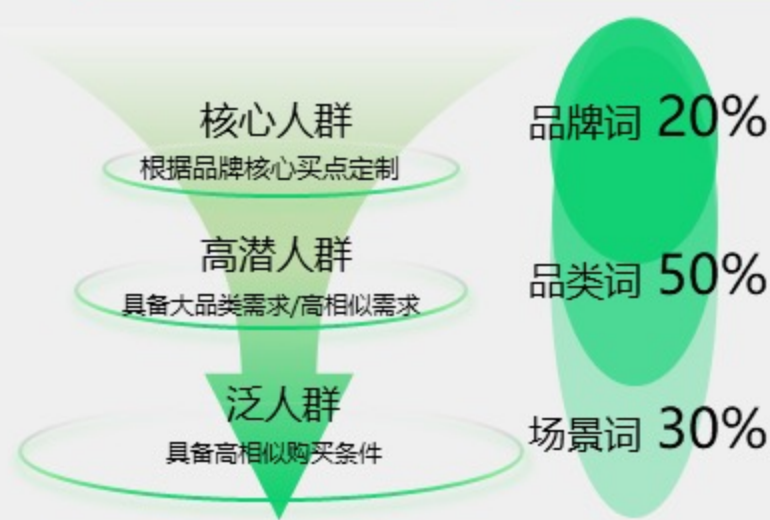 核心人群
根据品牌核心买点定制
品牌词 20%
高潜人群
具备大品类需求/高相似需求
品类词 50%
泛人群
具备高相似购买条件
场景词 30%